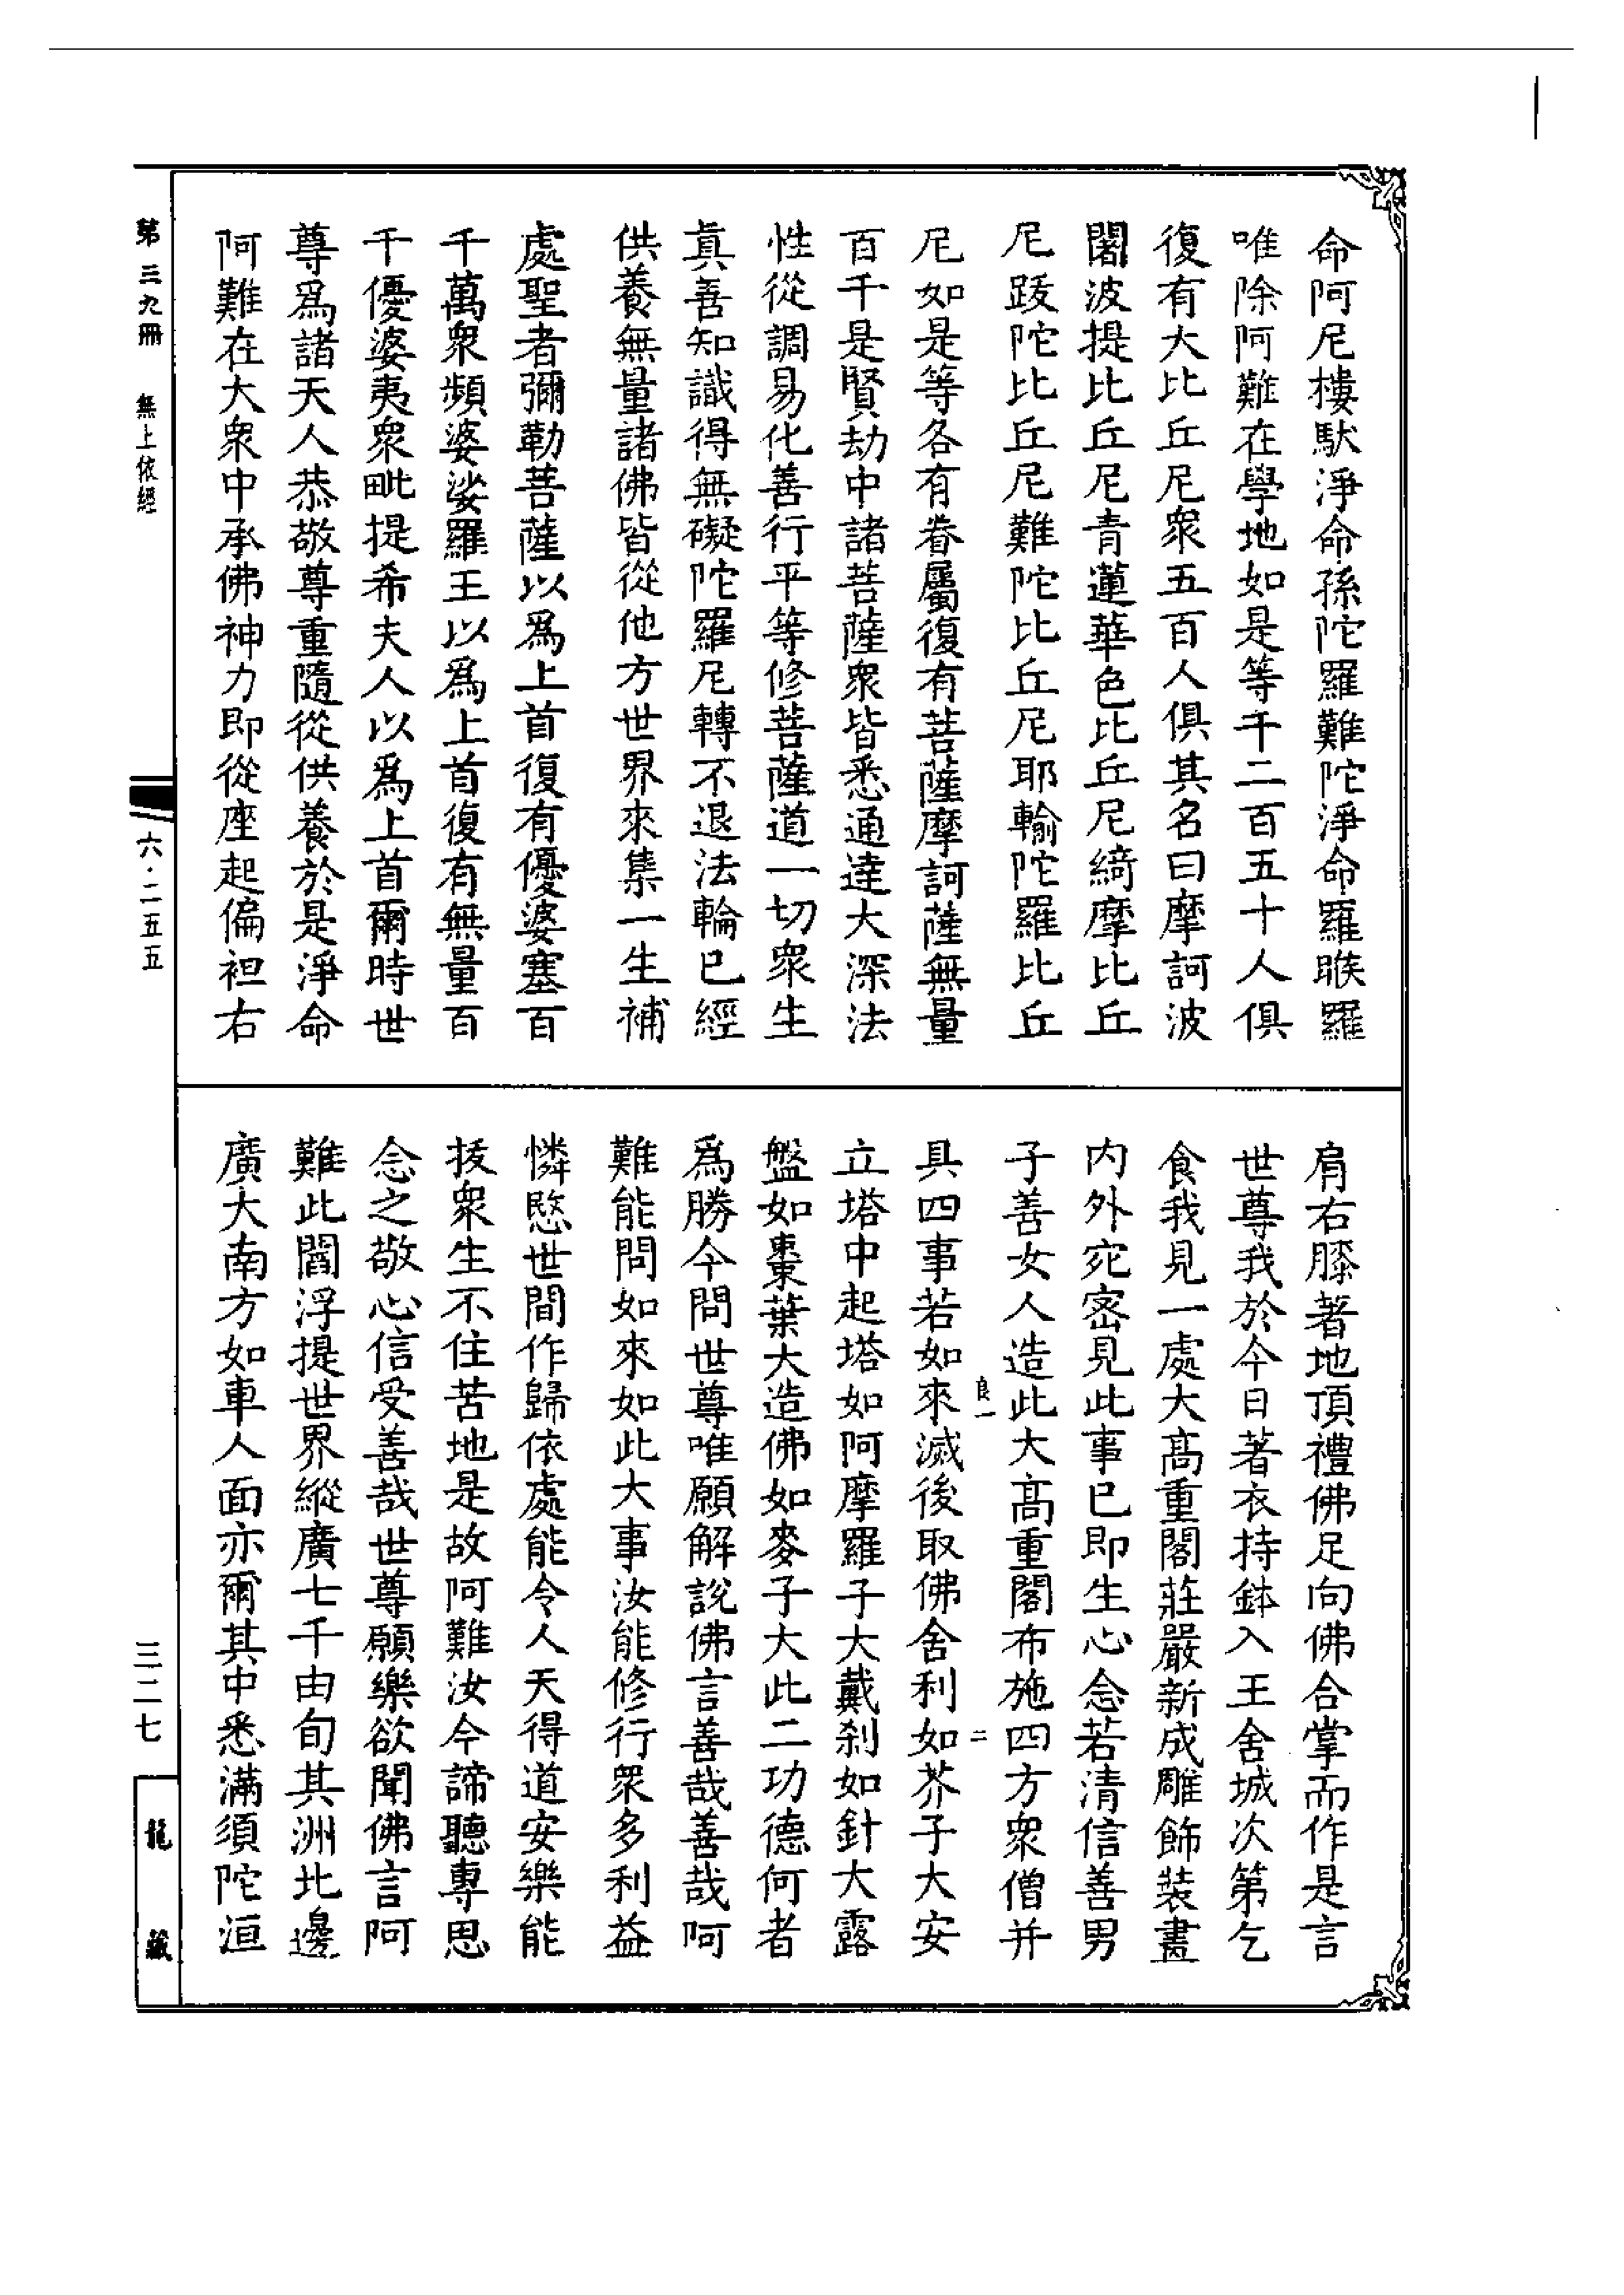 命阿尼樓馱淨命孫陀羅難陀淨命羅睺羅
唯除阿難在學地如是等千二百五十人俱
復有大比丘尼眾五百人俱其名曰摩訶波
闍波提比丘尼青蓮華色比丘尼綺摩比丘
尼跋陀比丘尼難陀比丘尼耶輸陀羅比丘
尼如是等各有眷屬復有菩薩摩訶薩無量
百千是賢劫中諸菩薩眾皆悉通達大深法
性從調易化善行平等修菩薩道一切眾生
真善知識得無礙陀羅尼轉不退法輪已經
供養無量諸佛皆從他方世界來集一生補
處聖者彌勒菩薩以為上首復有優婆塞百
千萬眾頻婆娑羅王以為上首復有無量百
千優婆夷眾毗提希夫人以為上首爾時世
尊為諸天人恭敬尊重隨從供養於是淨命
阿難在大眾中承佛神力即從座起偏袒右
肩右膝著地頂禮佛足向佛合掌而作是言
世尊我於今日著衣持鉢入王舍城次第乞
食我見一處大高重閣莊嚴新成雕飾裝畫
内外宛密見此事已即生心念若清信善男
子善女人造此大高重閣布施四方眾僧并
良一 二
具四事若如來滅後取佛舍利如芥子大安
立塔中起塔如阿摩羅子大戴刹如針大露
盤如棗葉大造佛如麥子大此二功德何者
為勝今問世尊唯願解說佛言善哉善哉阿
難能問如來如此大事汝能修行眾多利益
憐愍世間作歸依處能令人天得道安樂能
拔眾生不住苦地是故阿難汝今諦聽專思
念之敬心信受善哉世尊願樂欲聞佛言阿
難此閻浮提世界縱廣七千由旬其洲北邊
廣大南方如車人面亦爾其中悉滿須陀洹
第三九冊 無上依經
六·二五五
三二七
龍藏